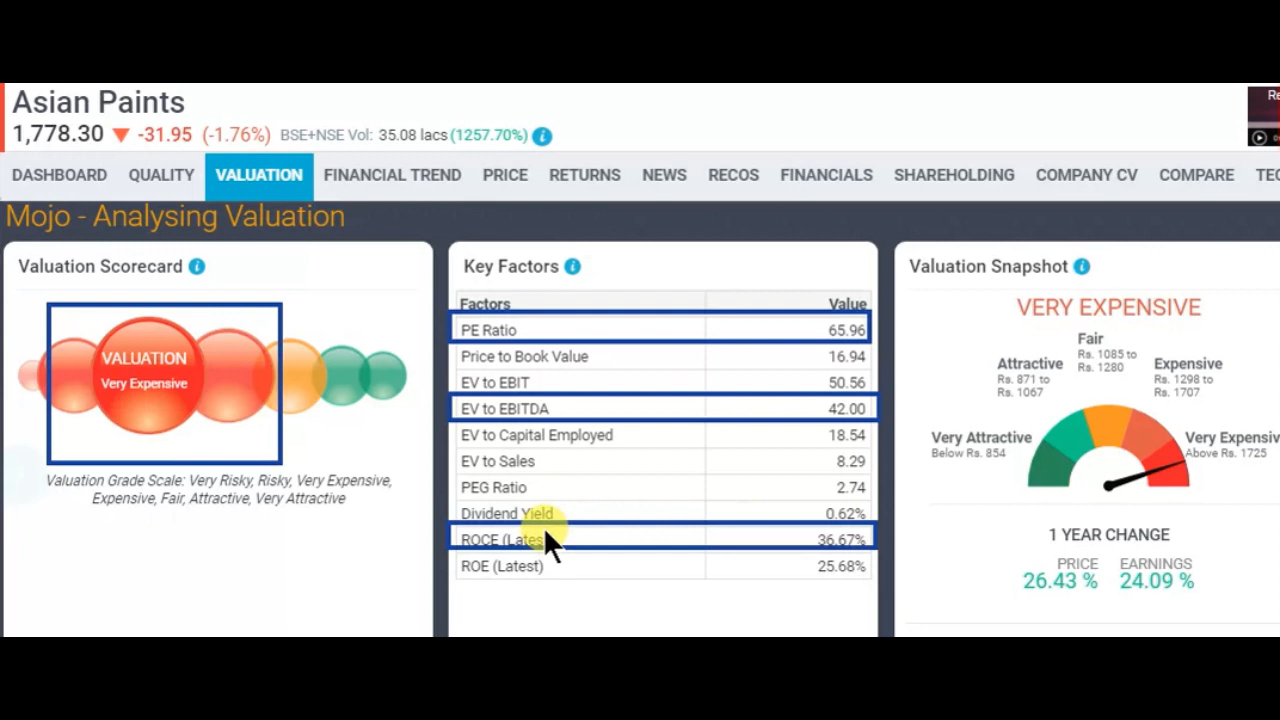 Asian Paints
1,778.30 ▼ -31.95 (-1.76%) BSE+NSE Vol: 35.08 lacs (1257.70%)
DASHBOARD QUALITY VALUATION FINANCIAL TREND PRICE RETURNS NEWS RECOS FINANCIALS SHAREHOLDING COMPANY CV COMPARE
Mojo - Analysing Valuation
Valuation Scorecard
VALUATION
Very Expensive
Valuation Grade Scale: Very Risky, Risky, Very Expensive,
Expensive, Fair, Attractive, Very Attractive
Key Factors
Factors Value
PE Ratio 65.96
Price to Book Value 16.94
EV to EBIT 50.56
EV to EBITDA 42.00
EV to Capital Employed 18.54
EV to Sales 8.29
PEG Ratio 2.74
Dividend Yield 0.62%
ROCE (Lates 36.67%
ROE (Latest) 25.68%
Valuation Snapshot
VERY EXPENSIVE
Fair
Rs. 1085 to
Rs. 1280
Attractive
Rs. 871 to
Rs. 1067
Expensive
Rs. 1298 to
Rs. 1707
Very Attractive
Below Rs. 854
Very Expensiv
Above Rs. 1725
1 YEAR CHANGE
PRICE EARNINGS
26.43 % 24.09 %